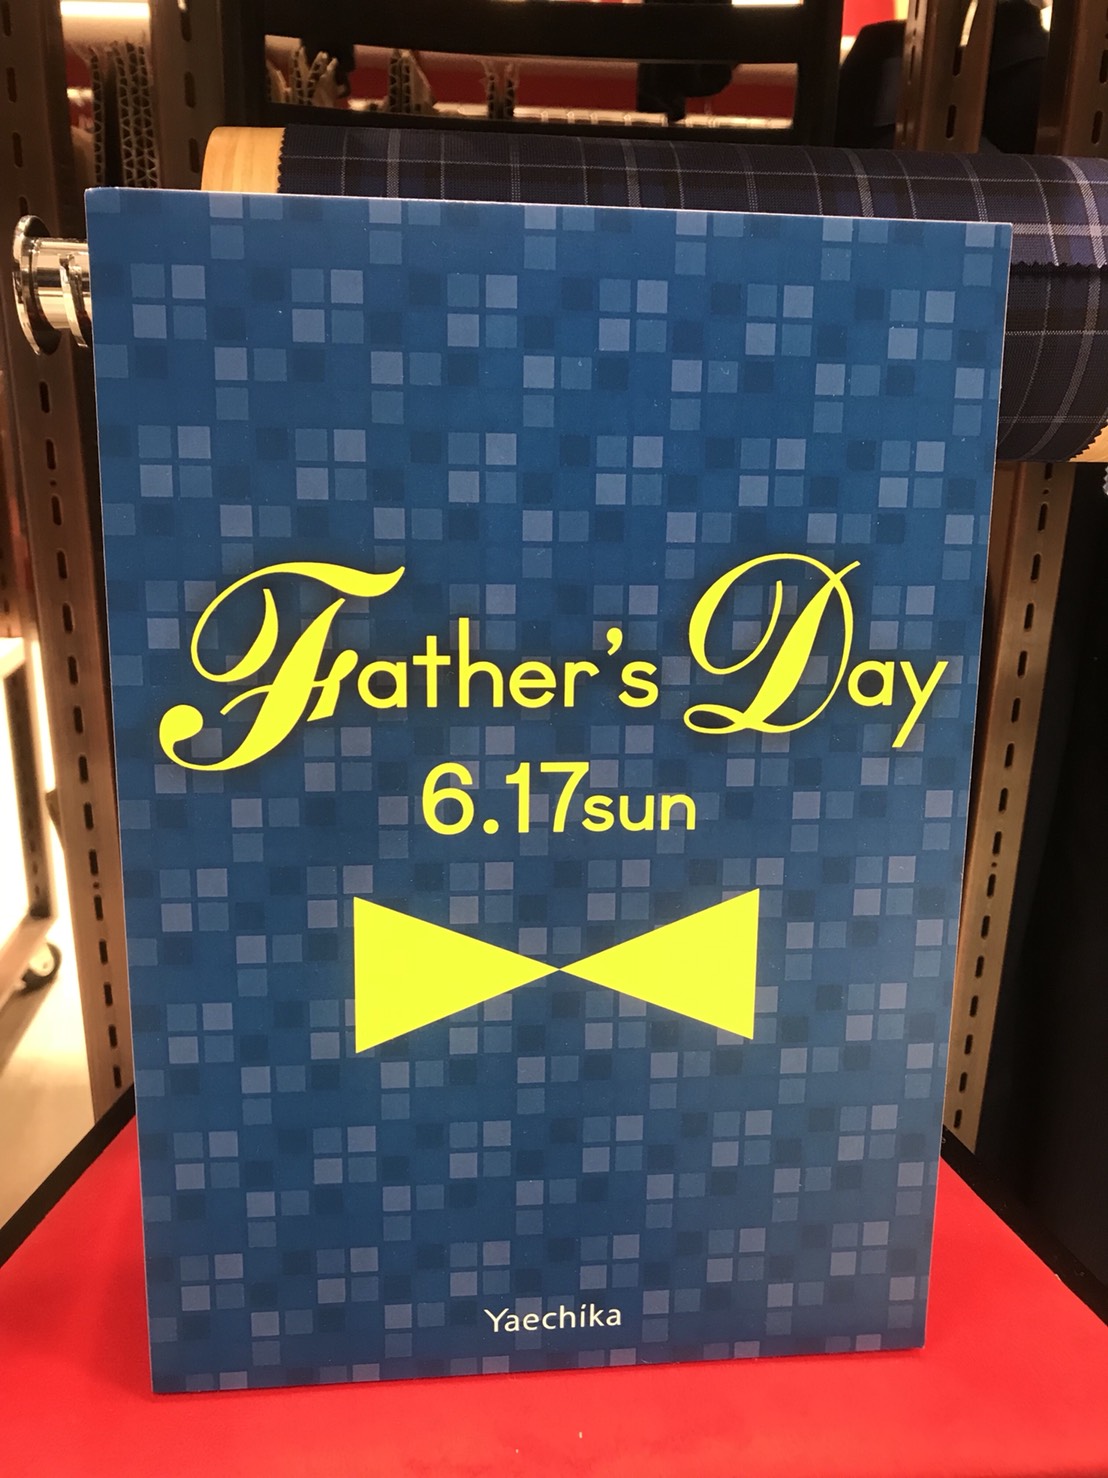 Father's Day
6.17sun
Yaechika